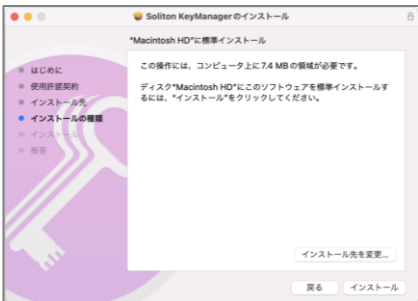 Soliton KeyManagerのインストール
"Macintosh HD"に標準インストール
はじめに
使用許諾契約
インストール先
インストールの種類
インストール
概要
この操作には、コンピュータ上に7.4 MBの領域が必要です。
ディスク"Macintosh HD"にこのソフトウェアを標準インストールす
るには、"インストール"をクリックしてください。
インストール先を変更...
戻る
インストール